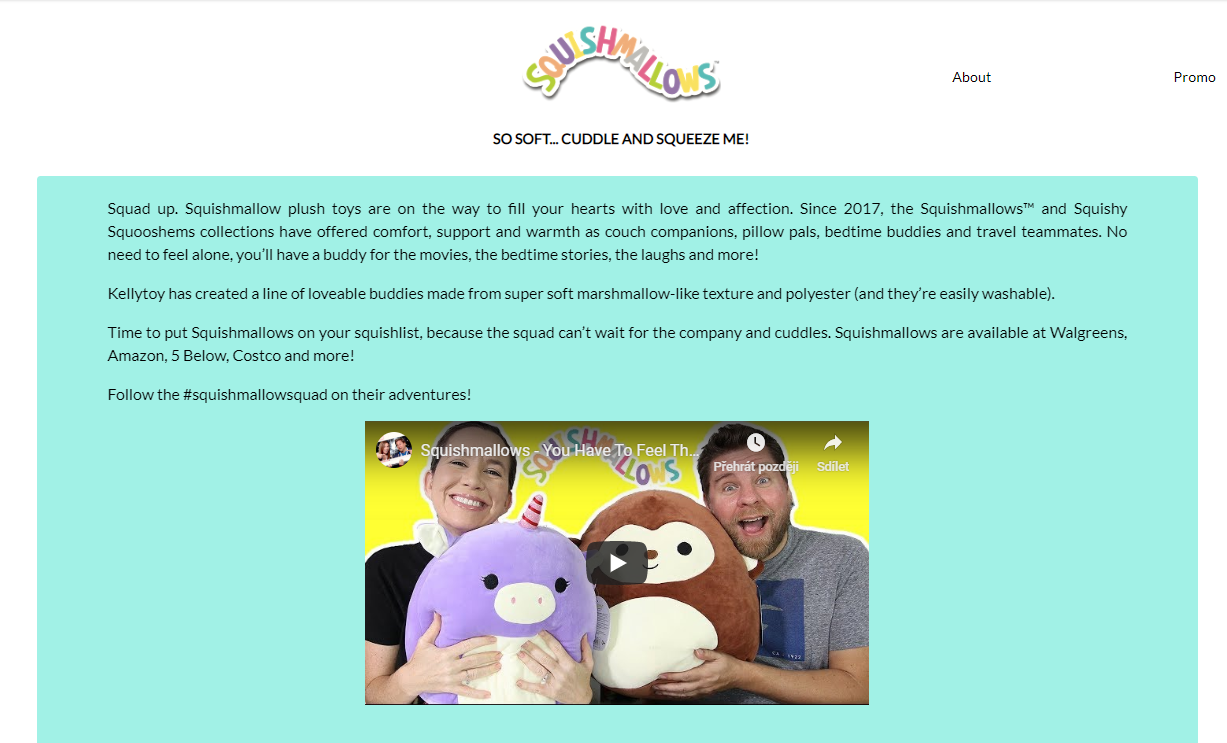 SQUISHMALLOWS™
About
Promo
SO SOFT... CUDDLE AND SQUEEZE ME!
Squad up. Squishmallow plush toys are on the way to fill your hearts with love and affection. Since 2017, the Squishmallows™ and Squishy
Squooshems collections have offered comfort, support and warmth as couch companions, pillow pals, bedtime buddies and travel teammates. No
need to feel alone, you’ll have a buddy for the movies, the bedtime stories, the laughs and more!
Kellytoy has created a line of loveable buddies made from super soft marshmallow-like texture and polyester (and they’re easily washable).
Time to put Squishmallows on your squishlist, because the squad can’t wait for the company and cuddles. Squishmallows are available at Walgreens,
Amazon, 5 Below, Costco and more!
Follow the #squishmallowsquad on their adventures!
Squishmallows - You Have To Feel Th...
Přehrát později
Sdílet
SQUISHMALLOWS